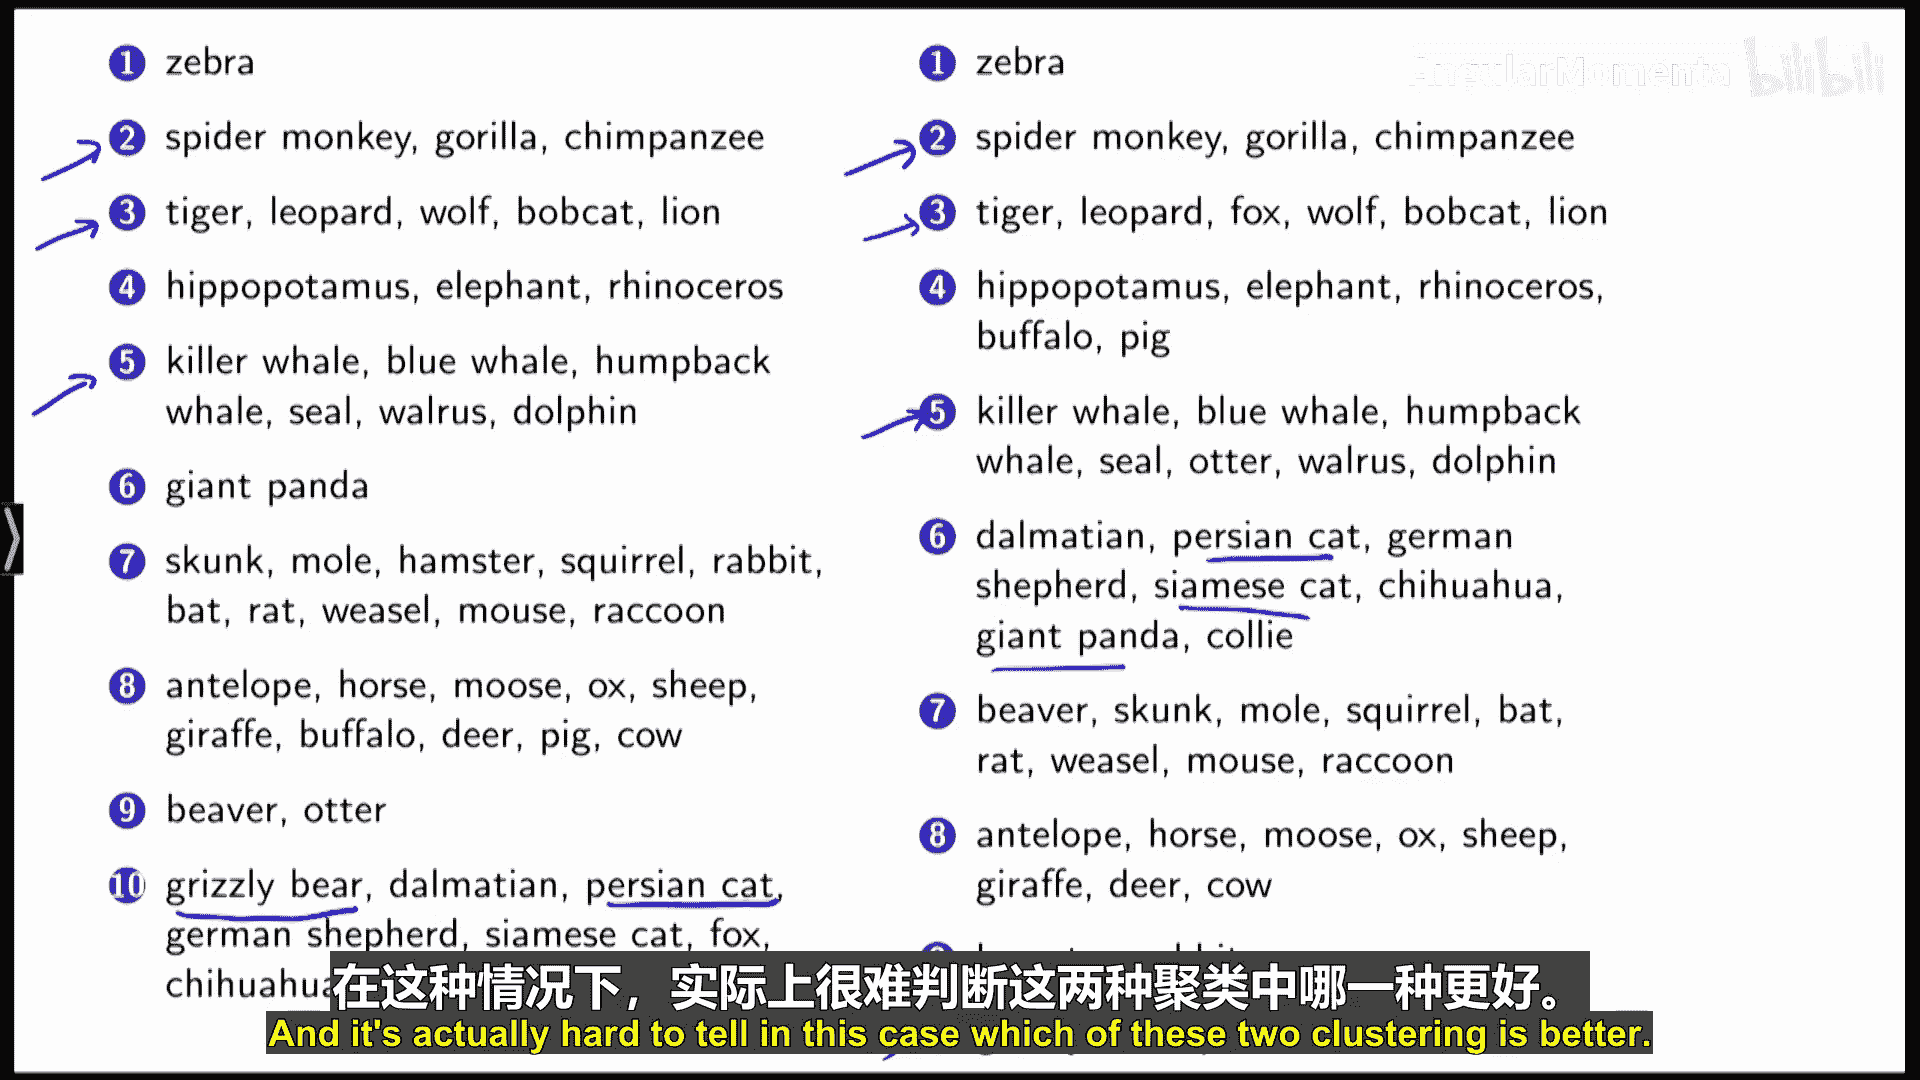 1 zebra
2 spider monkey, gorilla, chimpanzee
3 tiger, leopard, wolf, bobcat, lion
4 hippopotamus, elephant, rhinoceros
5 killer whale, blue whale, humpback
whale, seal, walrus, dolphin
6 giant panda
7 skunk, mole, hamster, squirrel, rabbit,
bat, rat, weasel, mouse, raccoon
8 antelope, horse, moose, ox, sheep,
giraffe, buffalo, deer, pig, cow
9 beaver, otter
10 grizzly bear, dalmatian, persian cat,
german shepherd, siamese cat, fox,
chihuahua
1 zebra
2 spider monkey, gorilla, chimpanzee
3 tiger, leopard, fox, wolf, bobcat, lion
4 hippopotamus, elephant, rhinoceros,
buffalo, pig
5 killer whale, blue whale, humpback
whale, seal, otter, walrus, dolphin
6 dalmatian, persian cat, german
shepherd, siamese cat, chihuahua,
giant panda, collie
7 beaver, skunk, mole, squirrel, bat,
rat, weasel, mouse, raccoon
8 antelope, horse, moose, ox, sheep,
giraffe, deer, cow
AngularMomenta bilibili
在这种情况下，实际上很难判断这两种聚类中哪一种更好。
And it's actually hard to tell in this case which of these two clustering is better.